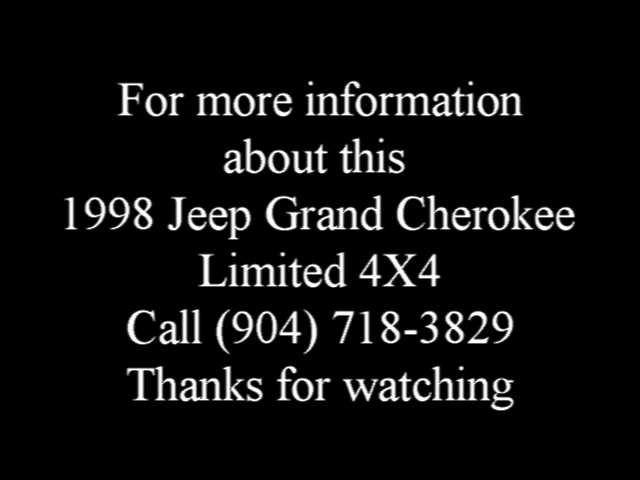 For more information
about this
1998 Jeep Grand Cherokee
Limited 4X4
Call (904) 718-3829
Thanks for watching